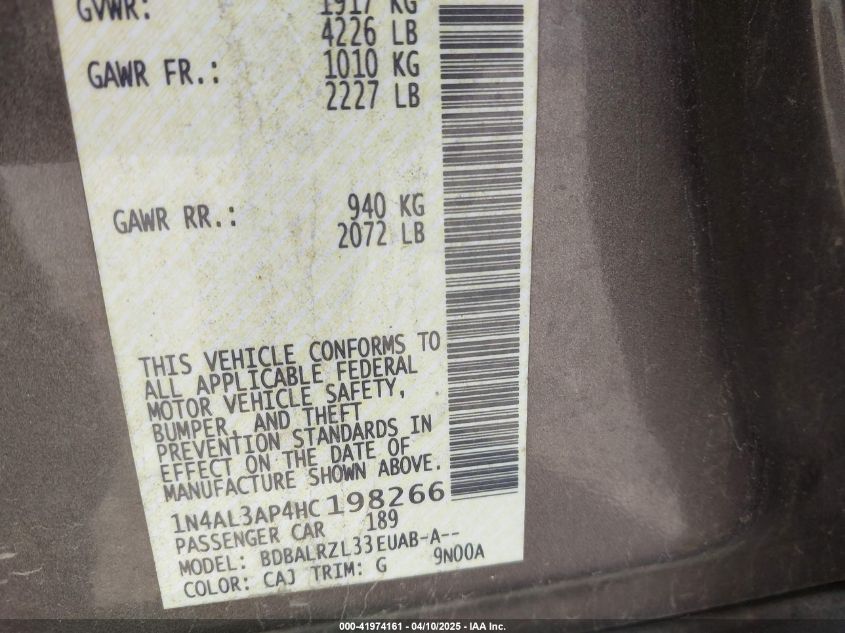 GVWR: 1917 KG
4226 LB
GAWR FR.: 1010 KG
2227 LB
GAWR RR.: 940 KG
2072 LB
THIS VEHICLE CONFORMS TO
ALL APPLICABLE FEDERAL
MOTOR VEHICLE SAFETY,
BUMPER, AND THEFT
PREVENTION STANDARDS IN
EFFECT ON THE DATE OF
MANUFACTURE SHOWN ABOVE.
1N4AL3AP4HC198266
PASSENGER CAR 189
MODEL: BDBALRZL33EUAB-A--
COLOR: CAJ TRIM: G 9N00A
000-41974161 - 04/10/2025 - IAA Inc.